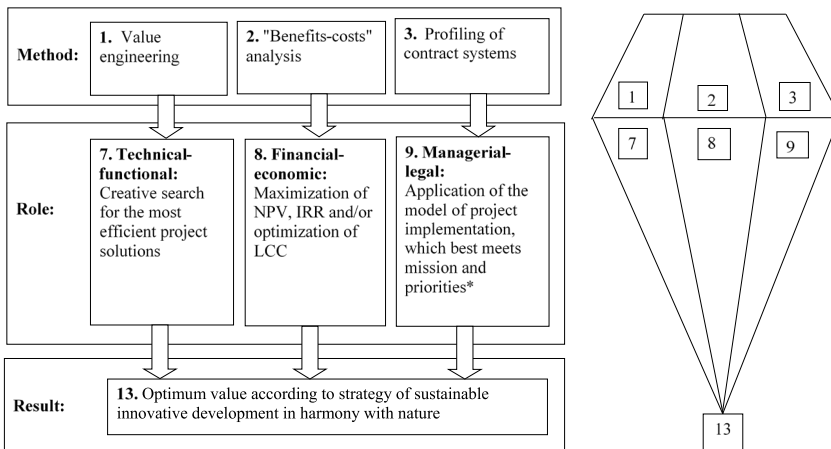 Method:
1. Value
engineering
2. "Benefits-costs"
analysis
3. Profiling of
contract systems
Role:
7. Technical-
functional:
Creative search
for the most
efficient project
solutions
8. Financial-
economic:
Maximization of
NPV, IRR and/or
optimization of
LCC
9. Managerial-
legal:
Application of the
model of project
implementation,
which best meets
mission and
priorities*
Result:
13. Optimum value according to strategy of sustainable
innovative development in harmony with nature
1
2
3
7
8
9
13